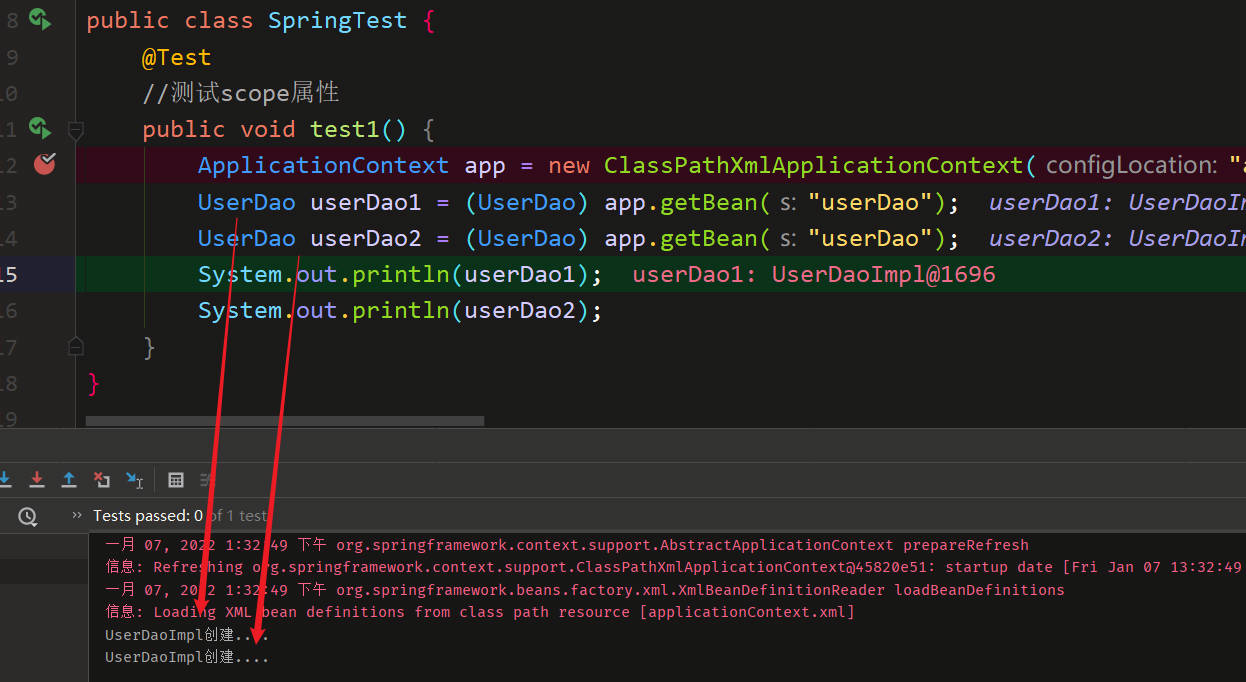 8 public class SpringTest {
9 @Test
10 //测试scope属性
11 public void test1() {
12 ApplicationContext app = new ClassPathXmlApplicationContext( configLocation: "a
13 UserDao userDao1 = (UserDao) app.getBean( s: "userDao"); userDao1: UserDaoIm
14 UserDao userDao2 = (UserDao) app.getBean( s: "userDao"); userDao2: UserDaoIm
15 System.out.println(userDao1); userDao1: UserDaoImpl@1696
16 System.out.println(userDao2);
17 }
18 }
19
Tests passed: 0 of 1 test
一月 07, 2022 1:32:49 下午 org.springframework.context.support.AbstractApplicationContext prepareRefresh
信息: Refreshing org.springframework.context.support.ClassPathXmlApplicationContext@45820e51: startup date [Fri Jan 07 13:32:49
一月 07, 2022 1:32:49 下午 org.springframework.beans.factory.xml.XmlBeanDefinitionReader loadBeanDefinitions
信息: Loading XML bean definitions from class path resource [applicationContext.xml]
UserDaoImpl创建....
UserDaoImpl创建....